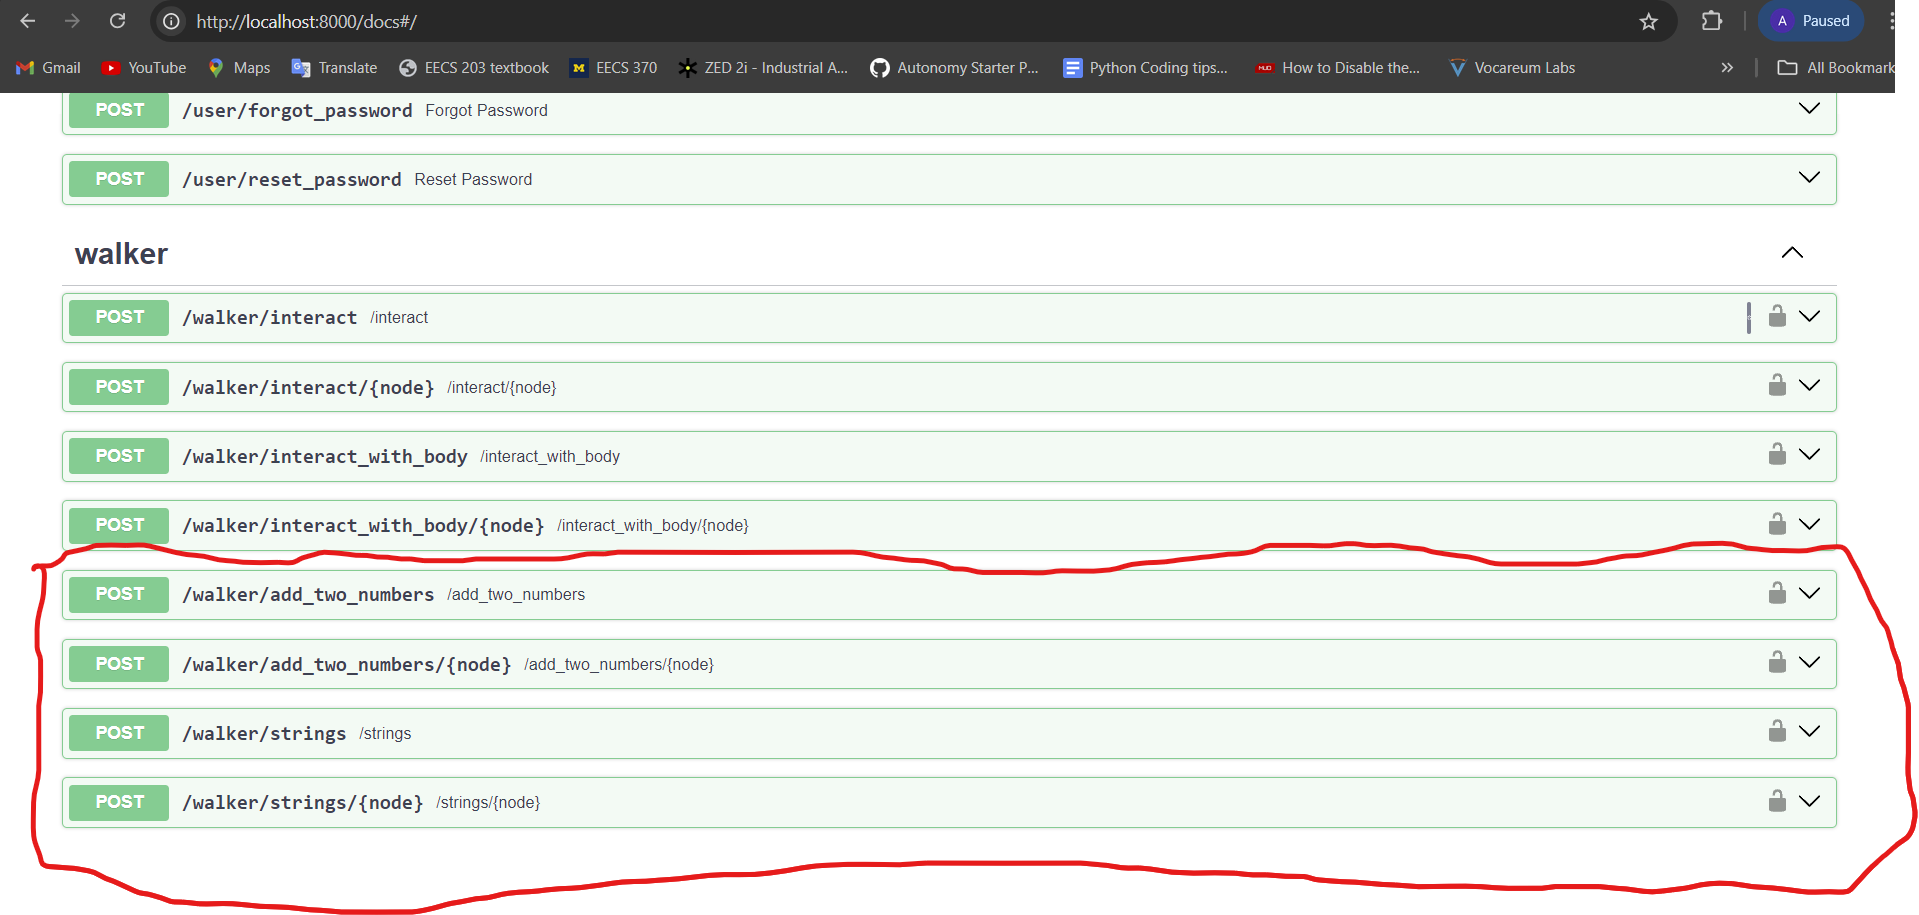 http://localhost:8000/docs#/
A Paused
Gmail YouTube Maps Translate EECS 203 textbook M EECS 370 ZED 2i - Industrial A... Autonomy Starter P... Python Coding tips... How to Disable the... Vocareum Labs » All Bookmark
POST /user/forgot_password Forgot Password
POST /user/reset_password Reset Password
walker
POST /walker/interact /interact
POST /walker/interact/{node} /interact/{node}
POST /walker/interact_with_body /interact_with_body
POST /walker/interact_with_body/{node} /interact_with_body/{node}
POST /walker/add_two_numbers /add_two_numbers
POST /walker/add_two_numbers/{node} /add_two_numbers/{node}
POST /walker/strings /strings
POST /walker/strings/{node} /strings/{node}